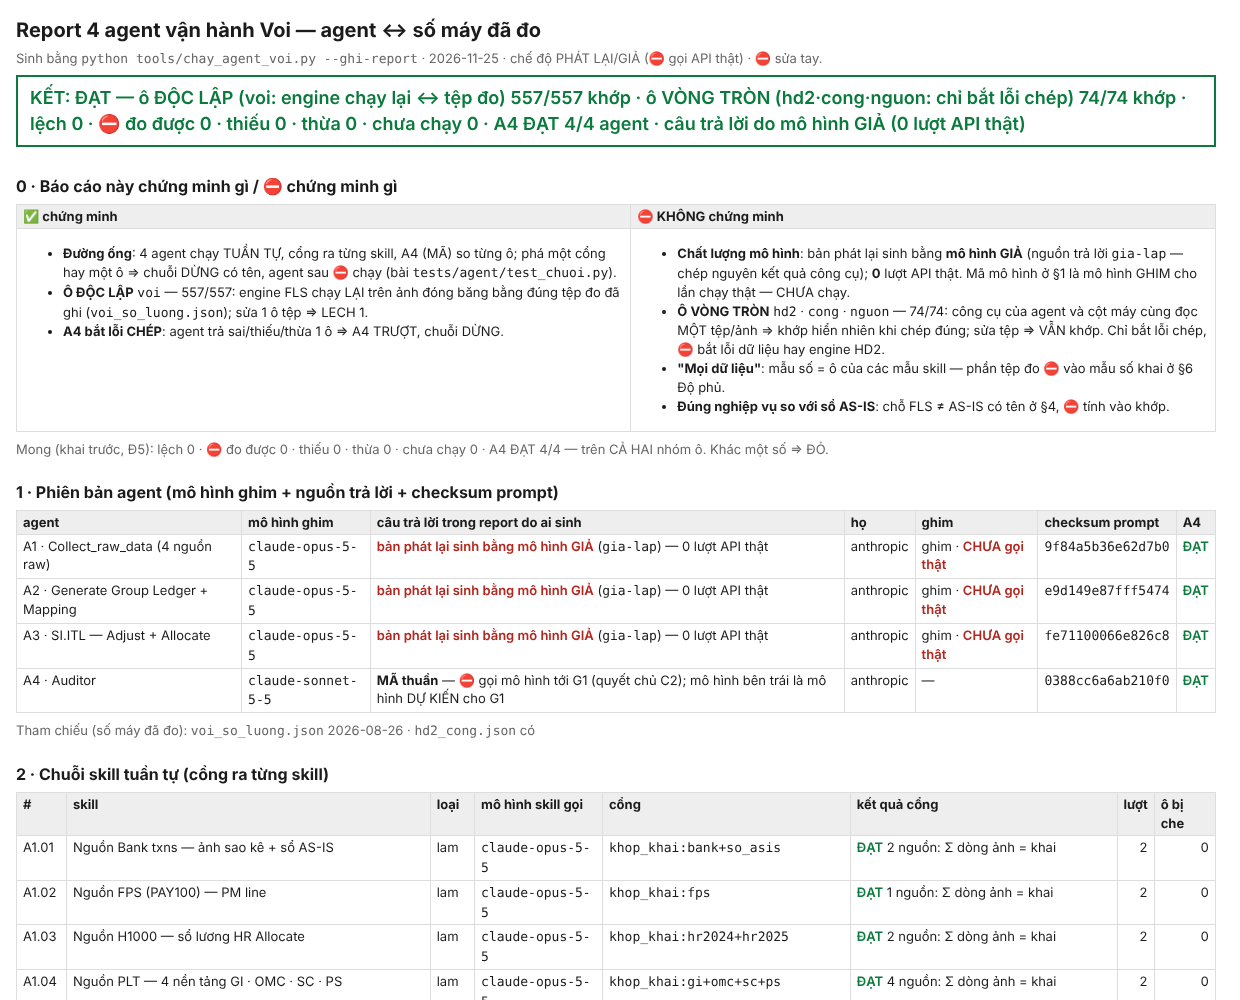 Report 4 agent vận hành Voi — agent ↔ số máy đã đo
Sinh bằng python tools/chay_agent_voi.py --ghi-report · 2026-11-25 · chế độ PHÁT LẠI/GIẢ (⛔ gọi API thật) · ⛔ sửa tay.
KẾT: ĐẠT — ô ĐỘC LẬP (voi: engine chạy lại ↔ tệp đo) 557/557 khớp · ô VÒNG TRÒN (hd2·cong·nguon: chỉ bắt lỗi chép) 74/74 khớp ·
lệch 0 · ⛔ đo được 0 · thiếu 0 · thừa 0 · chưa chạy 0 · A4 ĐẠT 4/4 agent · câu trả lời do mô hình GIẢ (0 lượt API thật)
0 · Báo cáo này chứng minh gì / ⛔ chứng minh gì
✅ chứng minh
⛔ KHÔNG chứng minh
• Đường ống: 4 agent chạy TUẦN TỰ, cổng ra từng skill, A4 (MÃ) so từng ô; phá một cổng
hay một ô ⇒ chuỗi DỪNG có tên, agent sau ⛔ chạy (bài tests/agent/test_chuoi.py).
• Ô ĐỘC LẬP voi — 557/557: engine FLS chạy LẠI trên ảnh đóng băng bằng đúng tệp đo đã
ghi (voi_so_luong.json); sửa 1 ô tệp ⇒ LECH 1.
• A4 bắt lỗi CHÉP: agent trả sai/thiếu/thừa 1 ô ⇒ A4 TRƯỢT, chuỗi DỪNG.
• Chất lượng mô hình: bản phát lại sinh bằng mô hình GIẢ (nguồn trả lời gia-lap —
chép nguyên kết quả công cụ); 0 lượt API thật. Mã mô hình ở §1 là mô hình GHIM cho
lần chạy thật — CHƯA chạy.
• Ô VÒNG TRÒN hd2 · cong · nguon — 74/74: công cụ của agent và cột máy cùng đọc
MỘT tệp/ảnh ⇒ khớp hiển nhiên khi chép đúng; sửa tệp ⇒ VẪN khớp. Chỉ bắt lỗi chép,
⛔ bắt lỗi dữ liệu hay engine HD2.
• "Mọi dữ liệu": mẫu số = ô của các mẫu skill — phần tệp đo ⛔ vào mẫu số khai ở §6
Độ phủ.
• Đúng nghiệp vụ so với sổ AS-IS: chỗ FLS ≠ AS-IS có tên ở §4, ⛔ tính vào khớp.
Mong (khai trước, Đ5): lệch 0 · ⛔ đo được 0 · thiếu 0 · thừa 0 · chưa chạy 0 · A4 ĐẠT 4/4 — trên CẢ HAI nhóm ô. Khác một số ⇒ ĐỎ.
1 · Phiên bản agent (mô hình ghim + nguồn trả lời + checksum prompt)
agent mô hình ghim câu trả lời trong report do ai sinh họ ghim checksum prompt A4
A1 · Collect_raw_data (4 nguồn claude-opus-5- bản phát lại sinh bằng mô hình GIẢ (gia-lap) — 0 lượt API thật anthropic ghim · CHƯA gọi 9f84a5b36e62d7b0 ĐẠT
raw) 5 thật
A2 · Generate Group Ledger + claude-opus-5- bản phát lại sinh bằng mô hình GIẢ (gia-lap) — 0 lượt API thật anthropic ghim · CHƯA gọi e9d149e87fff5474 ĐẠT
Mapping 5 thật
A3 · SI.ITL — Adjust + Allocate claude-opus-5- bản phát lại sinh bằng mô hình GIẢ (gia-lap) — 0 lượt API thật anthropic ghim · CHƯA gọi fe71100066e826c8 ĐẠT
5 thật
A4 · Auditor claude-sonnet- MÃ thuần — ⛔ gọi mô hình tới G1 (quyết chủ C2); mô hình bên trái là mô anthropic — 0388cc6a6ab210f0 ĐẠT
5-5 hình DỰ KIẾN cho G1
Tham chiếu (số máy đã đo): voi_so_luong.json 2026-08-26 · hd2_cong.json có
2 · Chuỗi skill tuần tự (cổng ra từng skill)
# skill loại mô hình skill gọi cổng kết quả cổng lượt ô bị
che
A1.01 Nguồn Bank txns — ảnh sao kê + sổ AS-IS lam claude-opus-5- khop_khai:bank+so_asis ĐẠT 2 nguồn: Σ dòng ảnh = khai 2 0
5
A1.02 Nguồn FPS (PAY100) — PM line lam claude-opus-5- khop_khai:fps ĐẠT 1 nguồn: Σ dòng ảnh = khai 2 0
5
A1.03 Nguồn H1000 — sổ lương HR Allocate lam claude-opus-5- khop_khai:hr2024+hr2025 ĐẠT 2 nguồn: Σ dòng ảnh = khai 2 0
5
A1.04 Nguồn PLT — 4 nền tảng GI · OMC · SC · PS lam claude-opus-5- khop_khai:gi+omc+sc+ps ĐẠT 4 nguồn: Σ dòng ảnh = khai 2 0